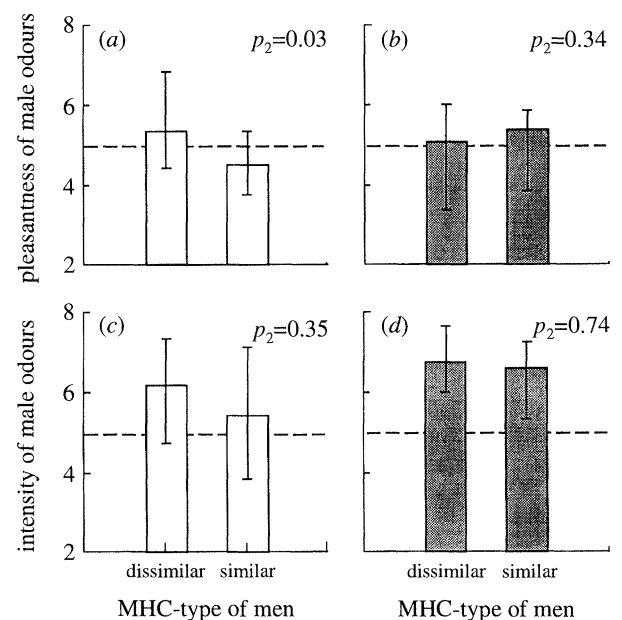 8
(a)
p₂=0.03
(b)
p₂=0.34
6
4
2
pleasantness of male odours
8
(c)
p₂=0.35
(d)
p₂=0.74
6
4
2
intensity of male odours
dissimilar similar
dissimilar similar
MHC-type of men
MHC-type of men